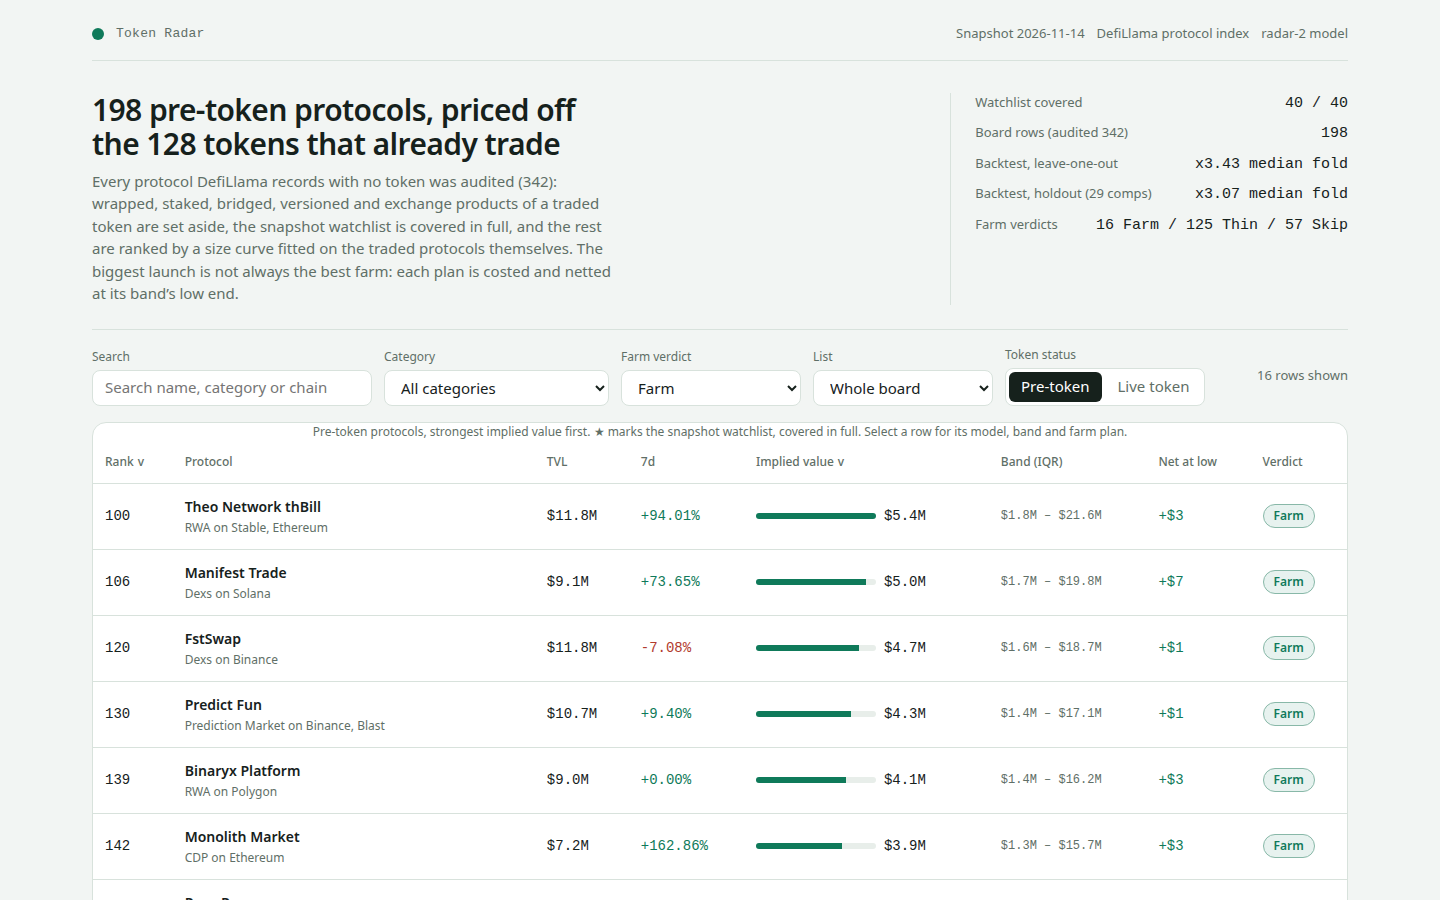 Token Radar
Snapshot 2026-11-14 DefiLlama protocol index radar-2 model
198 pre-token protocols, priced off
the 128 tokens that already trade
Every protocol DefiLlama records with no token was audited (342):
wrapped, staked, bridged, versioned and exchange products of a traded
token are set aside, the snapshot watchlist is covered in full, and the rest
are ranked by a size curve fitted on the traded protocols themselves. The
biggest launch is not always the best farm: each plan is costed and netted
at its band's low end.
Watchlist covered 40 / 40
Board rows (audited 342) 198
Backtest, leave-one-out x3.43 median fold
Backtest, holdout (29 comps) x3.07 median fold
Farm verdicts 16 Farm / 125 Thin / 57 Skip
Search Category Farm verdict List Token status
Search name, category or chain All categories Farm Whole board Pre-token Live token 16 rows shown
Pre-token protocols, strongest implied value first. ★ marks the snapshot watchlist, covered in full. Select a row for its model, band and farm plan.
Rank v Protocol TVL 7d Implied value v Band (IQR) Net at low Verdict
100 Theo Network thBill $11.8M +94.01% $5.4M $1.8M – $21.6M +$3 Farm
RWA on Stable, Ethereum
106 Manifest Trade $9.1M +73.65% $5.0M $1.7M – $19.8M +$7 Farm
Dexs on Solana
120 FstSwap $11.8M -7.08% $4.7M $1.6M – $18.7M +$1 Farm
Dexs on Binance
130 Predict Fun $10.7M +9.40% $4.3M $1.4M – $17.1M +$1 Farm
Prediction Market on Binance, Blast
139 Binaryx Platform $9.0M +0.00% $4.1M $1.4M – $16.2M +$3 Farm
RWA on Polygon
142 Monolith Market $7.2M +162.86% $3.9M $1.3M – $15.7M +$3 Farm
CDP on Ethereum